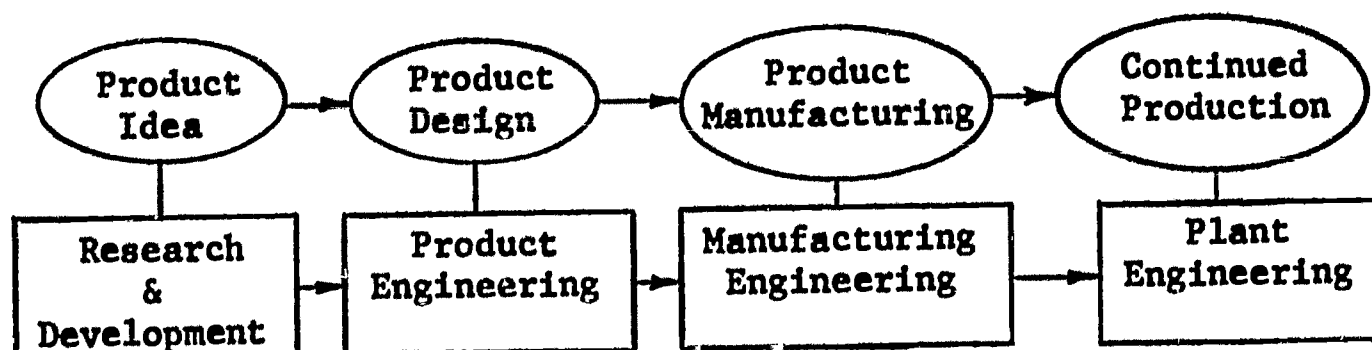 Product
Idea
Product
Design
Product
Manufacturing
Continued
Production
Research
&
Development
Product
Engineering
Manufacturing
Engineering
Plant
Engineering